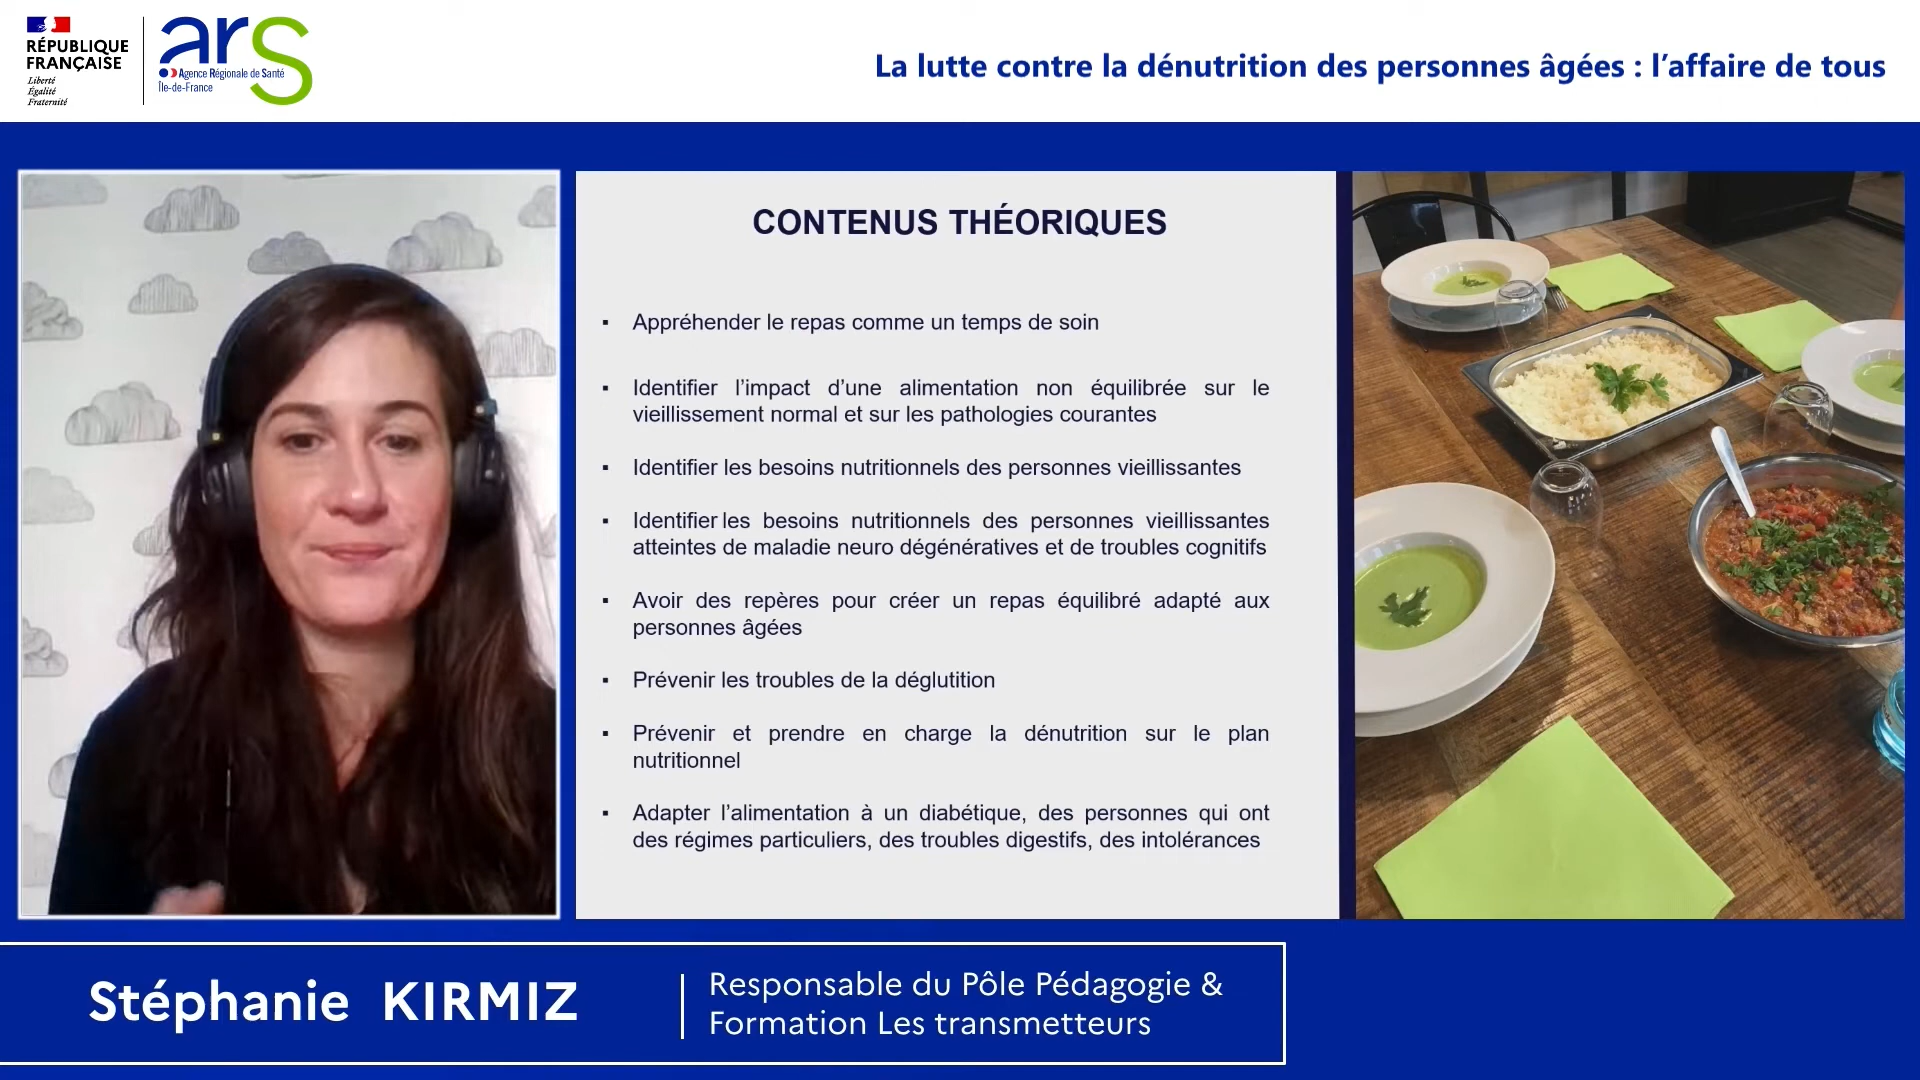 RÉPUBLIQUE
FRANÇAISE
Liberté
Égalité
Fraternité
ars
Agence Régionale de Santé
Île-de-France
La lutte contre la dénutrition des personnes âgées : l’affaire de tous
CONTENUS THÉORIQUES
▪ Appréhender le repas comme un temps de soin
▪ Identifier l’impact d’une alimentation non équilibrée sur le
vieillissement normal et sur les pathologies courantes
▪ Identifier les besoins nutritionnels des personnes vieillissantes
▪ Identifier les besoins nutritionnels des personnes vieillissantes
atteintes de maladie neuro dégénératives et de troubles cognitifs
▪ Avoir des repères pour créer un repas équilibré adapté aux
personnes âgées
▪ Prévenir les troubles de la déglutition
▪ Prévenir et prendre en charge la dénutrition sur le plan
nutritionnel
▪ Adapter l’alimentation à un diabétique, des personnes qui ont
des régimes particuliers, des troubles digestifs, des intolérances
Stéphanie KIRMIZ
Responsable du Pôle Pédagogie &
Formation Les transmetteurs